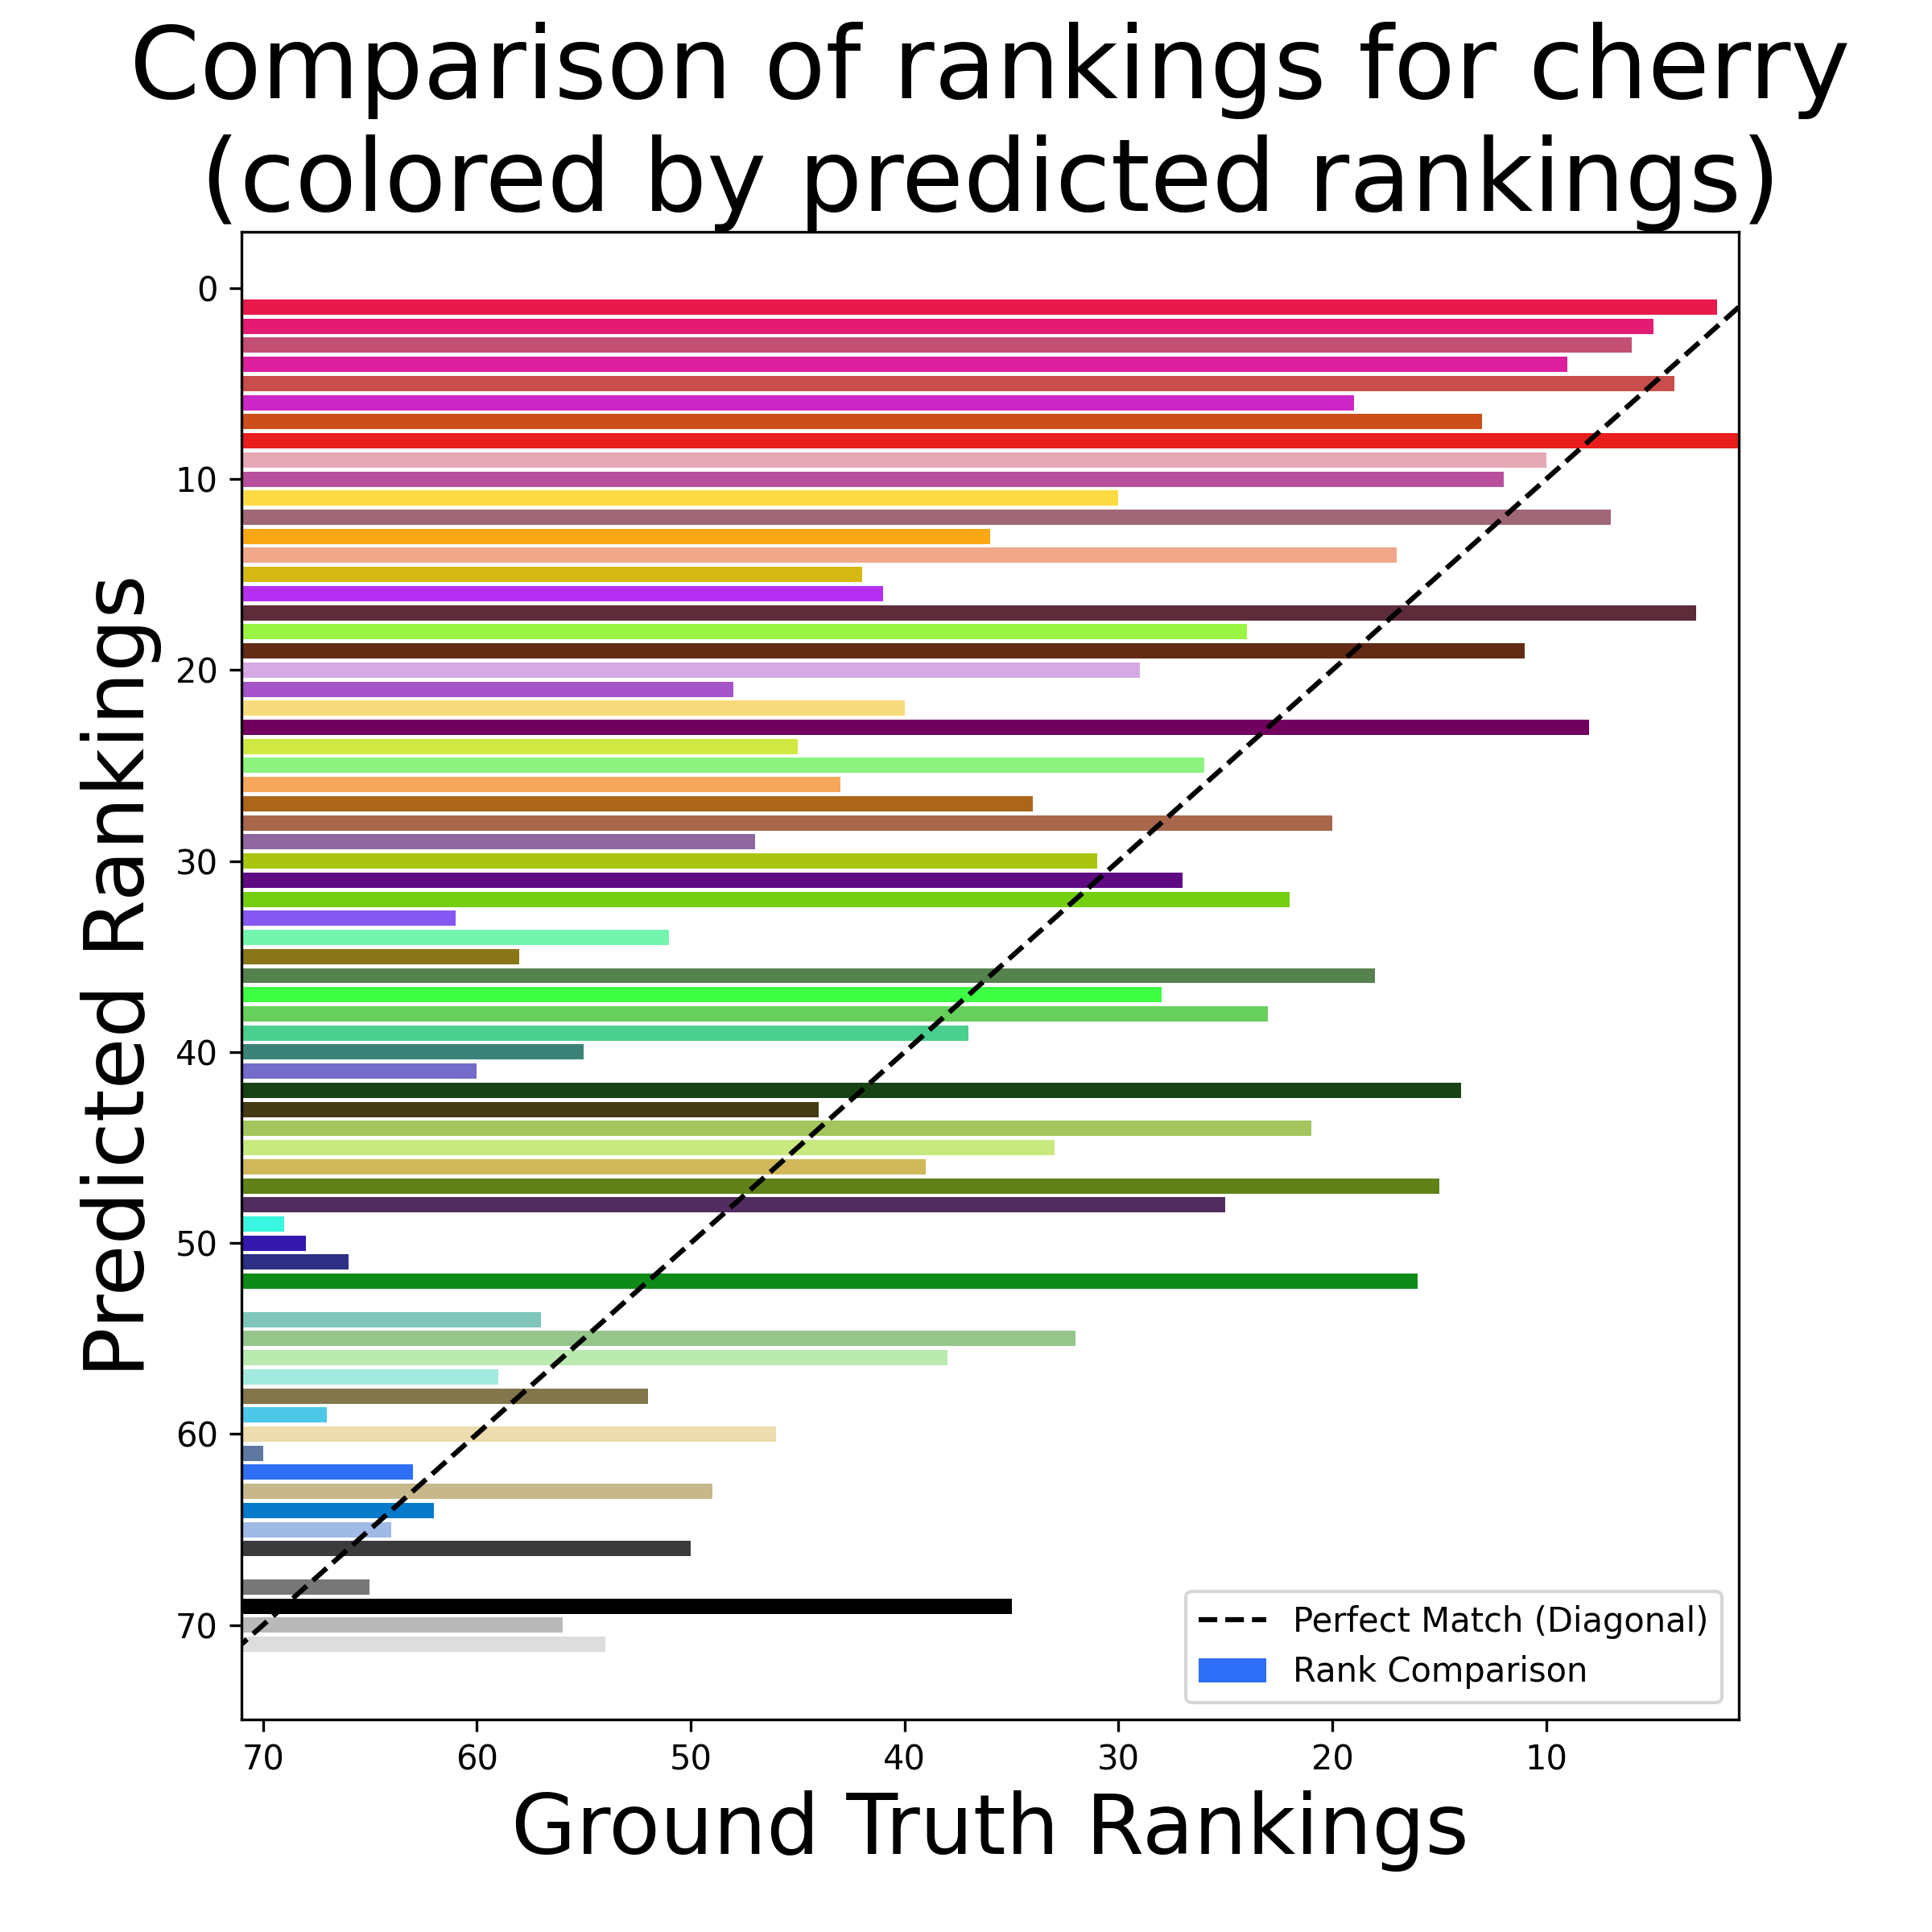 Comparison of rankings for cherry
(colored by predicted rankings)
Predicted Rankings
0
10
20
30
40
50
60
70
Perfect Match (Diagonal)
Rank Comparison
70 60 50 40 30 20 10
Ground Truth Rankings